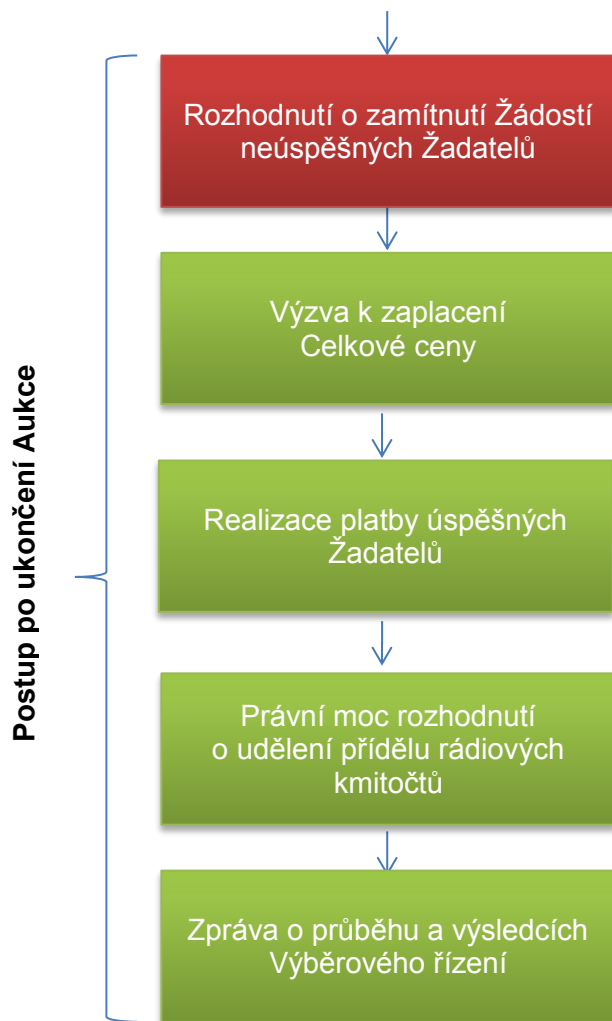 Postup po ukončení Aukce
Rozhodnutí o zamítnutí Žádostí
neúspěšných Žadatelů
Výzva k zaplacení
Celkové ceny
Realizace platby úspěšných
Žadatelů
Právní moc rozhodnutí
o udělení přídělu rádiových
kmitočtů
Zpráva o průběhu a výsledcích
Výběrového řízení